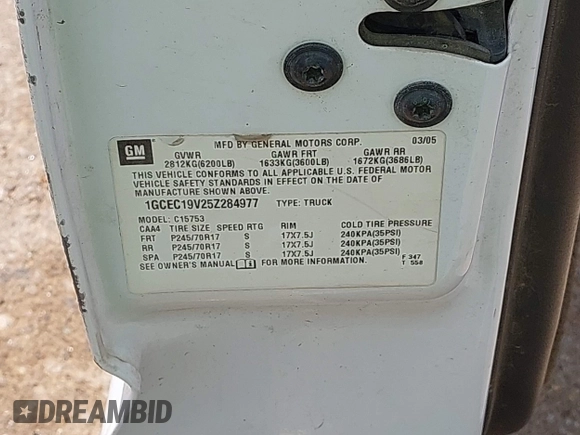 GM
MFD BY GENERAL MOTORS CORP. 03/05
GVWR GAWR FRT GAWR RR
2812KG(6200LB) 1633KG(3600LB) 1672KG(3686LB)
THIS VEHICLE CONFORMS TO ALL APPLICABLE U.S. FEDERAL MOTOR
VEHICLE SAFETY STANDARDS IN EFFECT ON THE DATE OF
MANUFACTURE SHOWN ABOVE.
1GCEC19V25Z284977 TYPE: TRUCK
MODEL: C15753
CAA4 TIRE SIZE SPEED RTG RIM COLD TIRE PRESSURE
FRT P245/70R17 S 17X7.5J 240KPA(35PSI)
RR P245/70R17 S 17X7.5J 240KPA(35PSI)
SPA P245/70R17 S 17X7.5J 240KPA(35PSI)
SEE OWNER'S MANUAL FOR MORE INFORMATION. F 347
T 558
DREAMBID